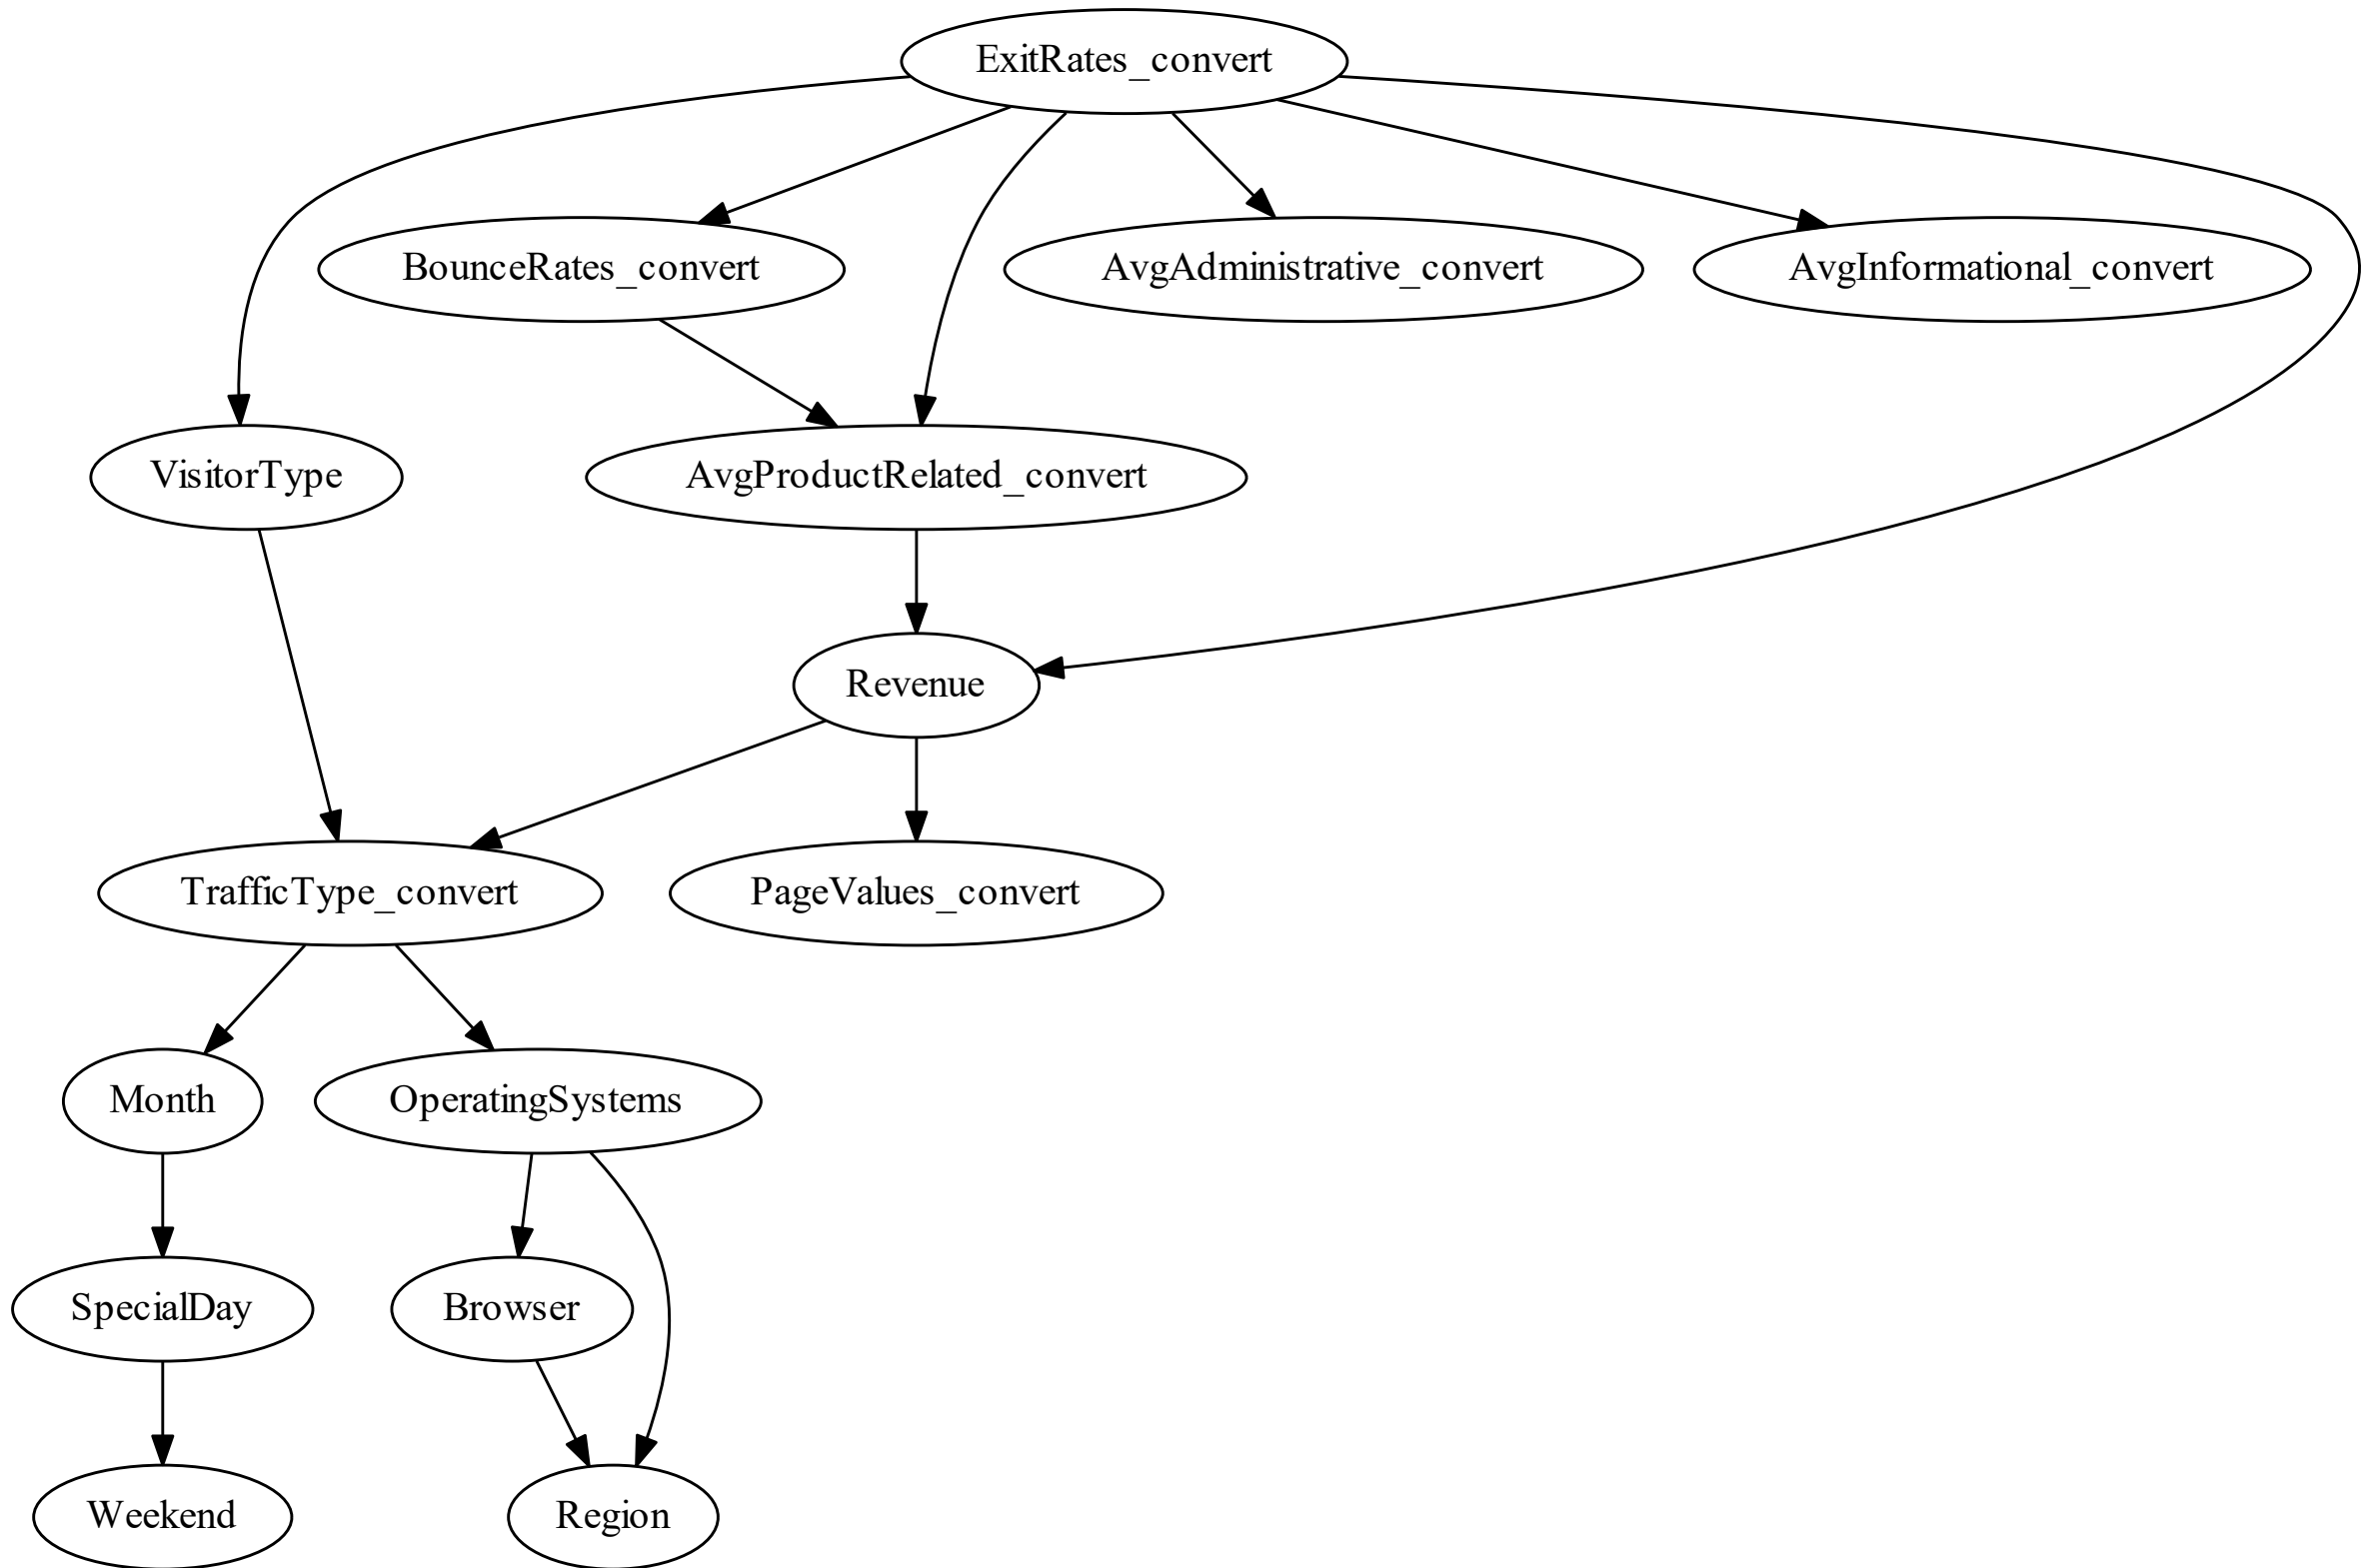 ExitRates_convert
BounceRates_convert
AvgAdministrative_convert
AvgInformational_convert
VisitorType
AvgProductRelated_convert
Revenue
TrafficType_convert
PageValues_convert
Month
OperatingSystems
SpecialDay
Browser
Weekend
Region